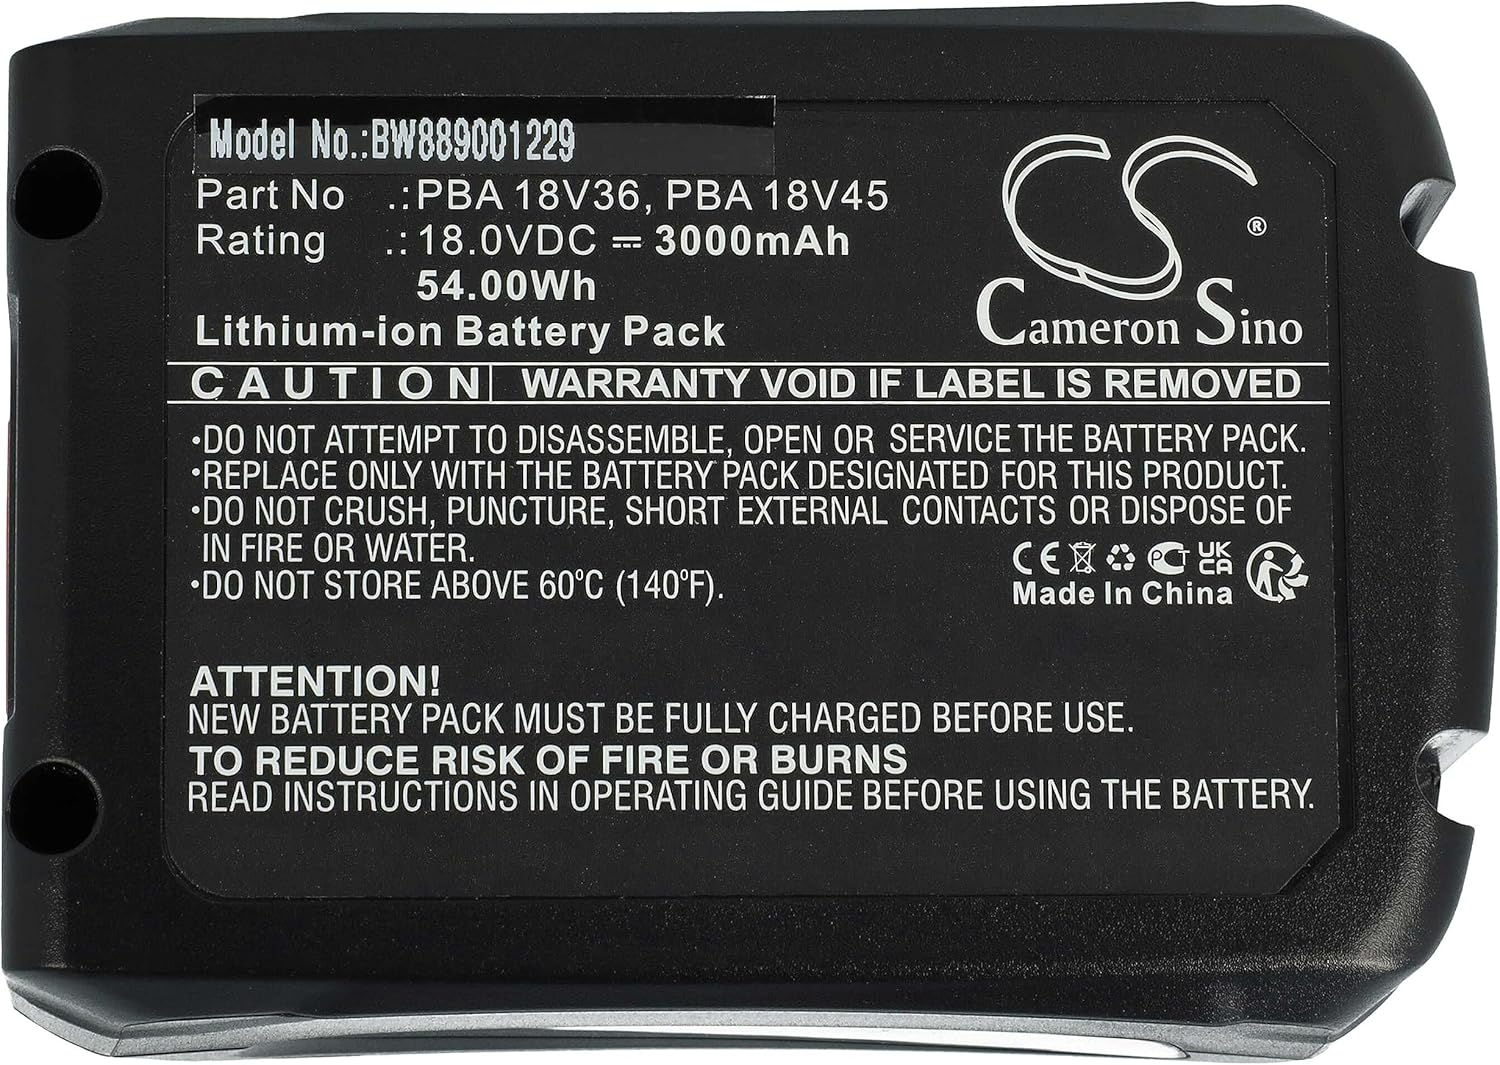 Model No.:BW889001229
Part No .:PBA 18V36, PBA 18V45
Rating .:18.0VDC ⎓ 3000mAh
54.00Wh
Lithium-ion Battery Pack
CS®
Cameron Sino
CAUTION| WARRANTY VOID IF LABEL IS REMOVED
·DO NOT ATTEMPT TO DISASSEMBLE, OPEN OR SERVICE THE BATTERY PACK.
·REPLACE ONLY WITH THE BATTERY PACK DESIGNATED FOR THIS PRODUCT.
·DO NOT CRUSH, PUNCTURE, SHORT EXTERNAL CONTACTS OR DISPOSE OF
IN FIRE OR WATER.
·DO NOT STORE ABOVE 60ºC (140ºF).
CE PCT UK CA
Made In China
ATTENTION!
NEW BATTERY PACK MUST BE FULLY CHARGED BEFORE USE.
TO REDUCE RISK OF FIRE OR BURNS
READ INSTRUCTIONS IN OPERATING GUIDE BEFORE USING THE BATTERY.